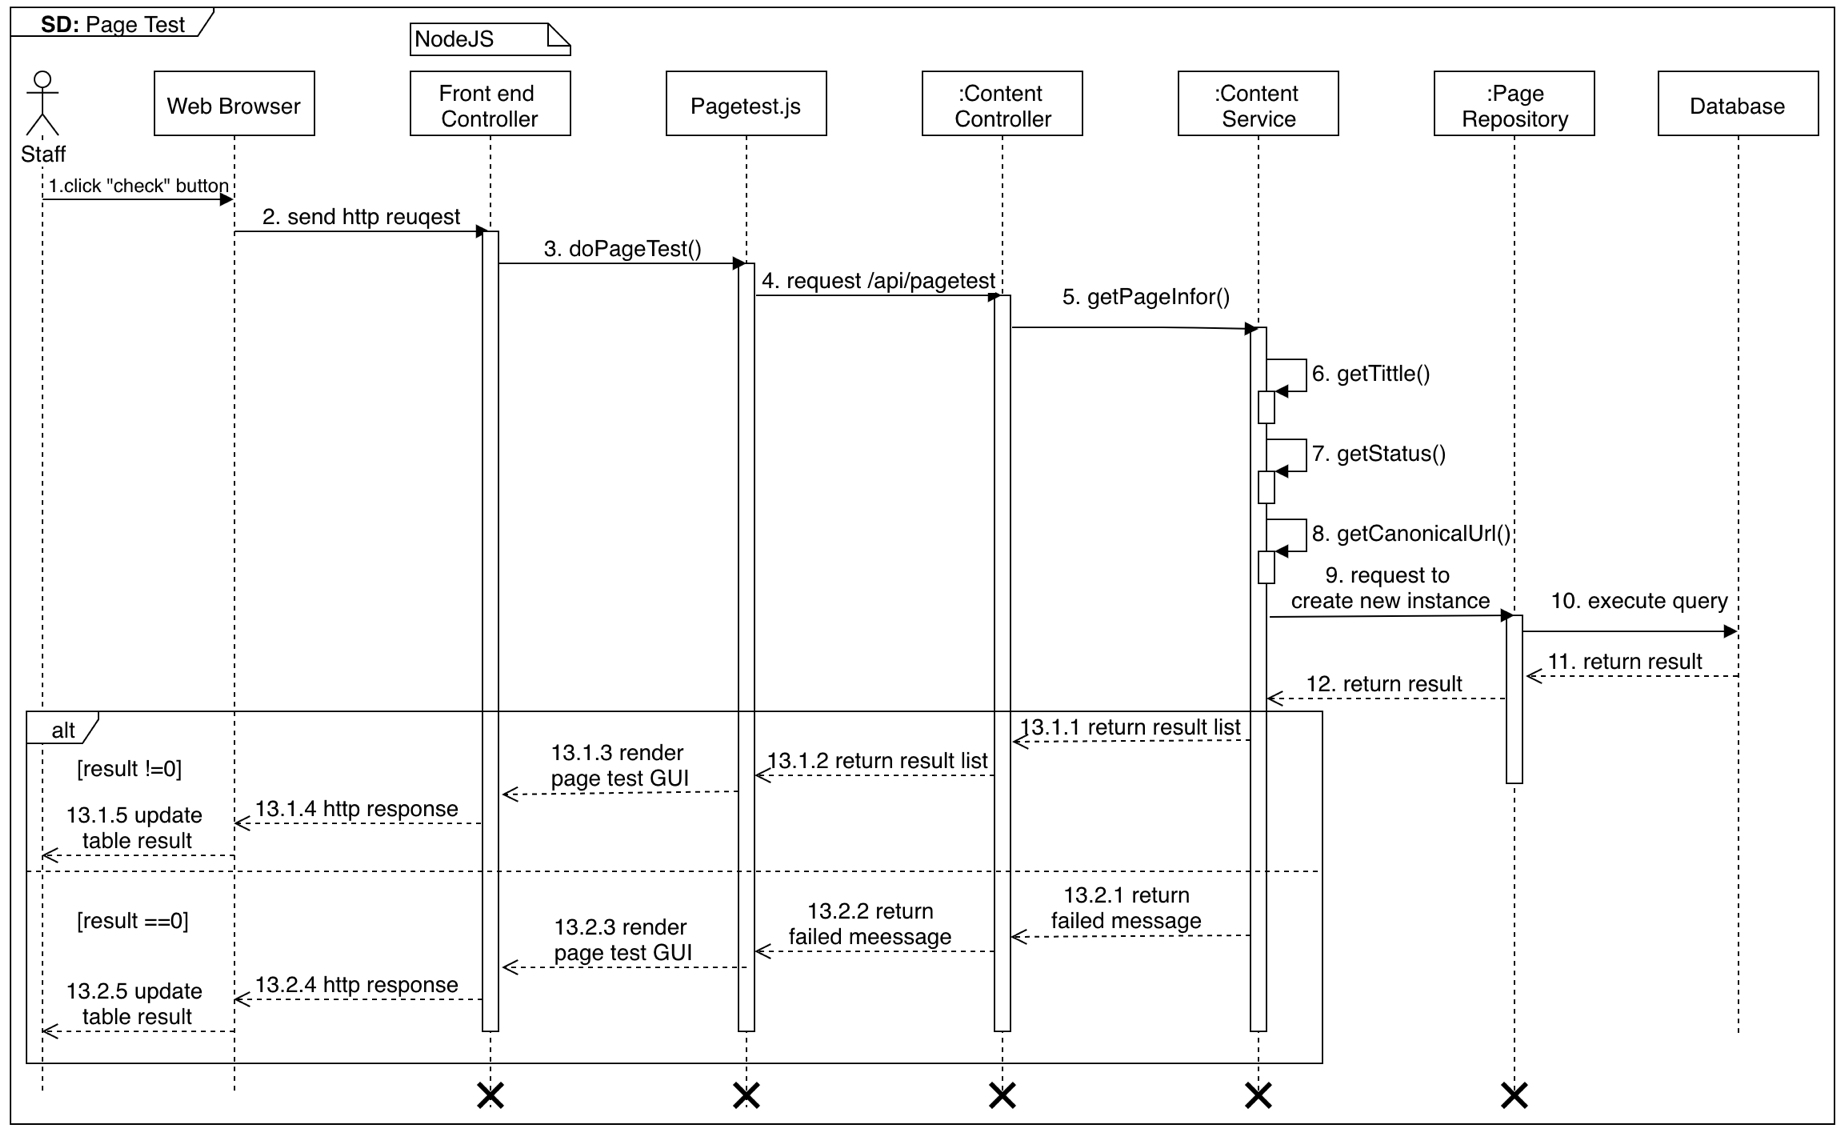 SD: Page Test
NodeJS
Web Browser
Front end
Controller
Pagetest.js
:Content
Controller
:Content
Service
:Page
Repository
Database
Staff
1.click "check" button
2. send http reuqest
3. doPageTest()
4. request /api/pagetest
5. getPageInfor()
6. getTittle()
7. getStatus()
8. getCanonicalUrl()
9. request to
create new instance
10. execute query
11. return result
12. return result
alt
[result !=0]
13.1.1 return result list
13.1.2 return result list
13.1.3 render
page test GUI
13.1.4 http response
13.1.5 update
table result
[result ==0]
13.2.1 return
failed message
13.2.2 return
failed meessage
13.2.3 render
page test GUI
13.2.4 http response
13.2.5 update
table result